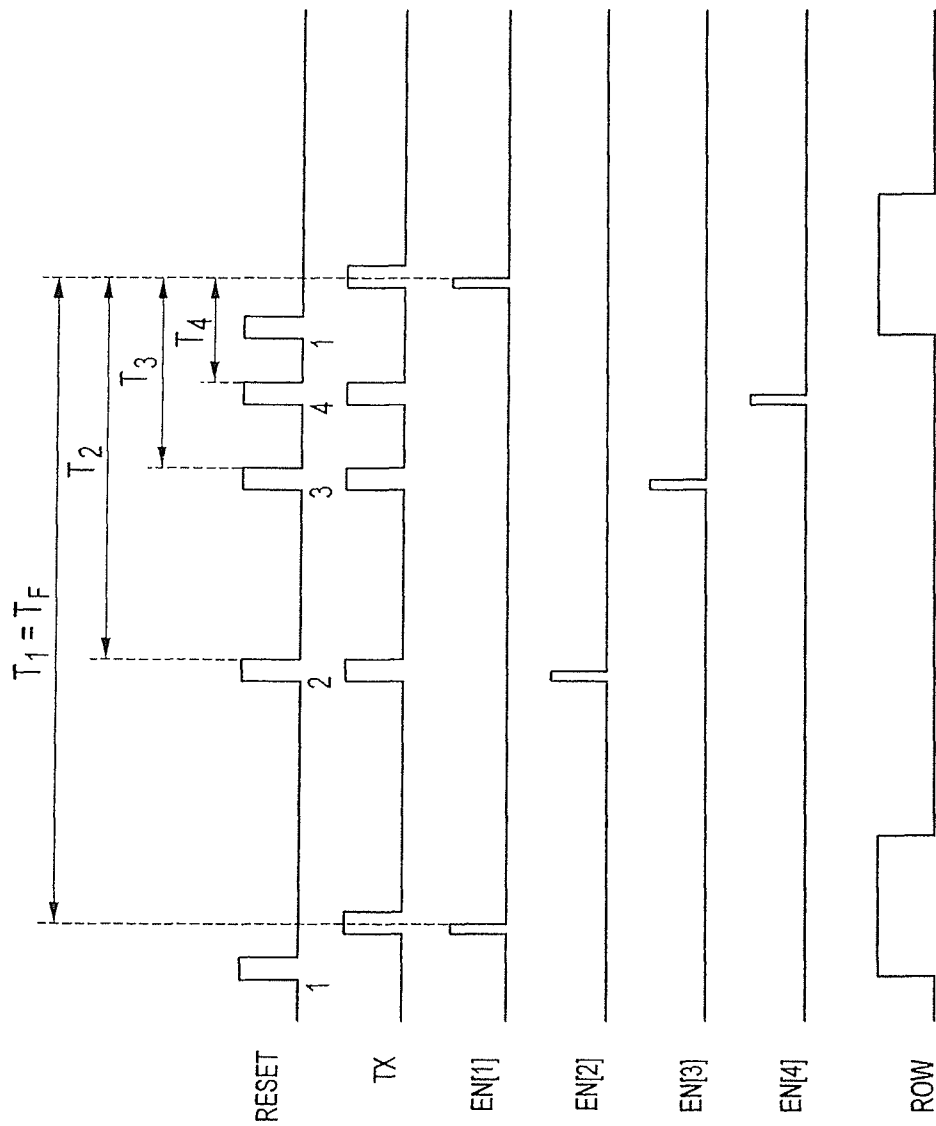 T1 = TF
T2
T3
T4
RESET
1
2
3
4
1
TX
EN[1]
EN[2]
EN[3]
EN[4]
ROW